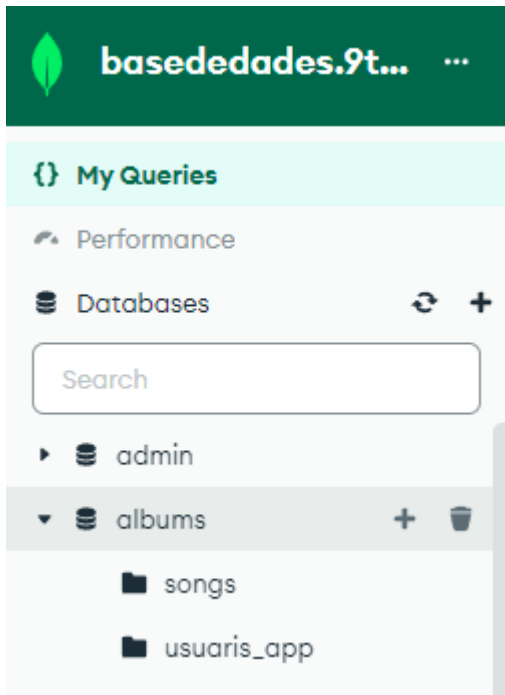 basededades.9t... ...
{} My Queries
Performance
Databases
Search
admin
albums
songs
usuaris_app